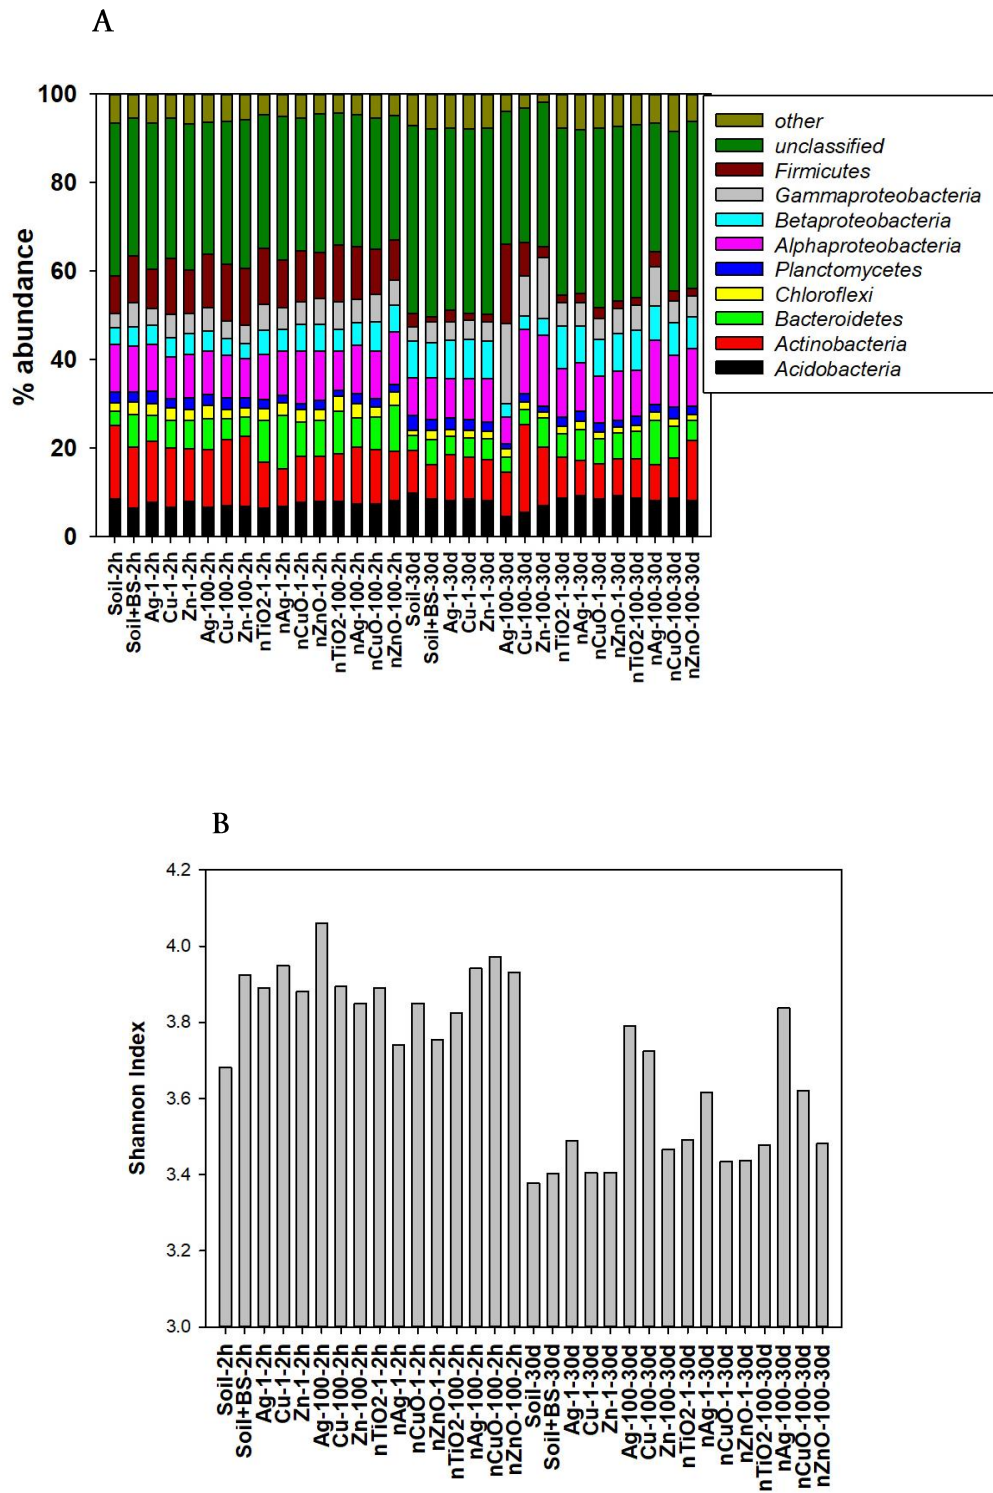 A
% abundance
100
80
60
40
20
0
other
unclassified
Firmicutes
Gammaproteobacteria
Betaproteobacteria
Alphaproteobacteria
Planctomycetes
Chloroflexi
Bacteroidetes
Actinobacteria
Acidobacteria
Soil-2h
Soil+BS-2h
Ag-1-2h
Cu-1-2h
Zn-1-2h
Ag-100-2h
Cu-100-2h
Zn-100-2h
nTiO2-1-2h
nAg-1-2h
nCuO-1-2h
nZnO-1-2h
nTiO2-100-2h
nAg-100-2h
nCuO-100-2h
nZnO-100-2h
Soil-30d
Soil+BS-30d
Ag-1-30d
Cu-1-30d
Zn-1-30d
Ag-100-30d
Cu-100-30d
Zn-100-30d
nTiO2-1-30d
nAg-1-30d
nCuO-1-30d
nZnO-1-30d
nTiO2-100-30d
nAg-100-30d
nCuO-100-30d
nZnO-100-30d
B
Shannon Index
4.2
4.0
3.8
3.6
3.4
3.2
3.0
Soil-2h
Soil+BS-2h
Ag-1-2h
Cu-1-2h
Zn-1-2h
Ag-100-2h
Cu-100-2h
Zn-100-2h
nTiO2-1-2h
nAg-1-2h
nCuO-1-2h
nZnO-1-2h
nTiO2-100-2h
nAg-100-2h
nCuO-100-2h
nZnO-100-2h
Soil-30d
Soil+BS-30d
Ag-1-30d
Cu-1-30d
Zn-1-30d
Ag-100-30d
Cu-100-30d
Zn-100-30d
nTiO2-1-30d
nAg-1-30d
nCuO-1-30d
nZnO-1-30d
nTiO2-100-30d
nAg-100-30d
nCuO-100-30d
nZnO-100-30d